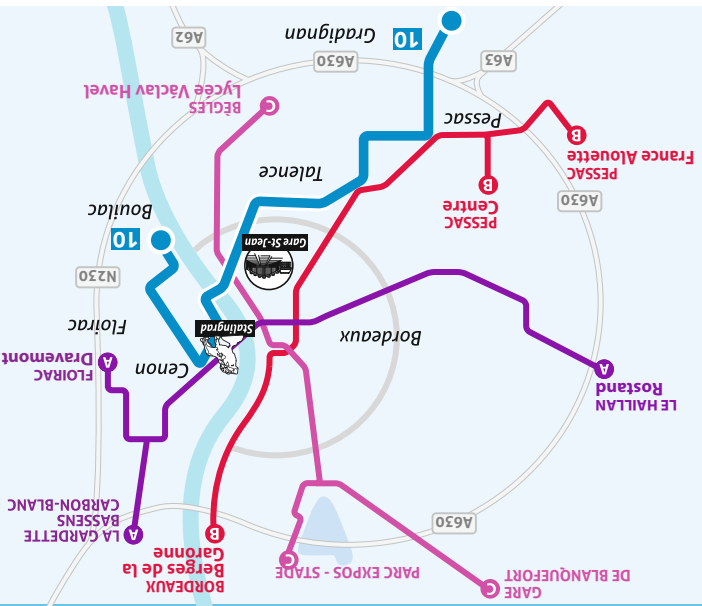 GARE
DE BLANQUEFORT
PARC EXPOS - STADE
C
C
BORDEAUX
Berges de la
Garonne
B
LA GARDETTE
BASSENS
CARBON-BLANC
A
A630
LE HAILLAN
Rostand
A
FLOIRAC
Dravemont
A
Cenon
Stalingrad
Bordeaux
Floirac
N230
Gare St-Jean
10
Bouliac
PESSAC
Centre
B
A630
Talence
PESSAC
France Alouette
B
Pessac
BÈGLES
Lycée Václav Havel
C
A63
A630
A62
10
Gradignan